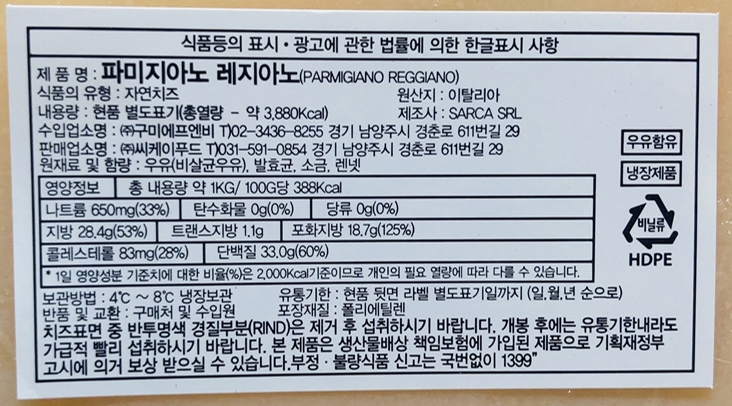 식품등의 표시 • 광고에 관한 법률에 의한 한글표시 사항
제 품 명 : 파미지아노 레지아노(PARMIGIANO REGGIANO)
식품의 유형 : 자연치즈 원산지 : 이탈리아
내용량 : 현품 별도표기(총열량 - 약 3,880Kcal) 제조사 : SARCA SRL
수입업소명 : ㈜구미에프엔비 T)02-3436-8255 경기 남양주시 경춘로 611번길 29
판매업소명 : ㈜씨케이푸드 T)031-591-0854 경기 남양주시 경춘로 611번길 29
원재료 및 함량 : 우유(비살균우유), 발효균, 소금, 렌넷
우유함유
냉장제품
비닐류
HDPE
영양정보 총 내용량 약 1KG/ 100G당 388Kcal
나트륨 650mg(33%) 탄수화물 0g(0%) 당류 0g(0%)
지방 28.4g(53%) 트랜스지방 1.1g 포화지방 18.7g(125%)
콜레스테롤 83mg(28%) 단백질 33.0g(60%)
* 1일 영양성분 기준치에 대한 비율(%)은 2,000Kcal기준이므로 개인의 필요 열량에 따라 다를 수 있습니다.
보관방법 : 4℃ ~ 8℃ 냉장보관 유통기한 : 현품 뒷면 라벨 별도표기일까지 (일,월,년 순으로)
반품 및 교환 : 구매처 및 수입원 포장재질 : 폴리에틸렌
치즈표면 중 반투명색 경질부분(RIND)은 제거 후 섭취하시기 바랍니다. 개봉 후에는 유통기한내라도
가급적 빨리 섭취하시기 바랍니다. 본 제품은 생산물배상 책임보험에 가입된 제품으로 기획재정부
고시에 의거 보상 받으실 수 있습니다.부정 · 불량식품 신고는 국번없이 1399"